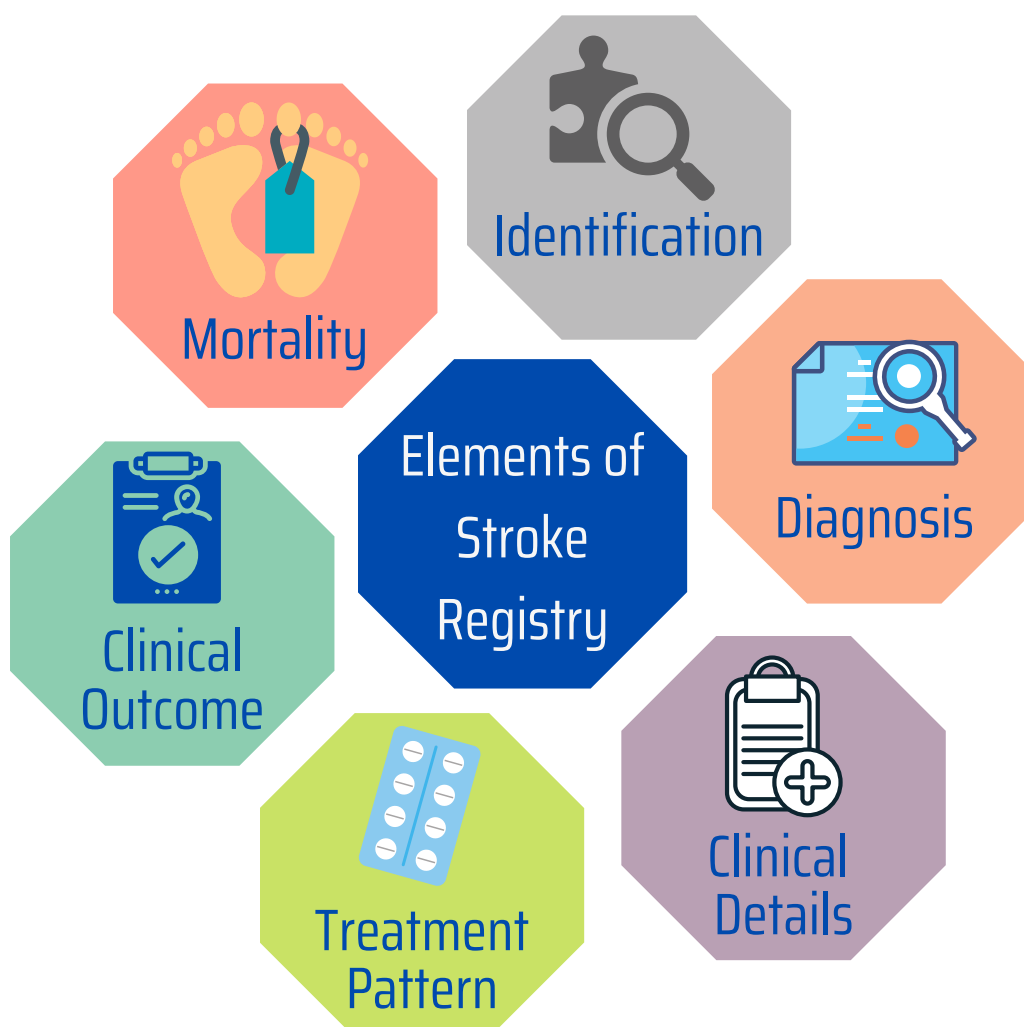 Identification
Mortality
Elements of
Stroke
Registry
Diagnosis
Clinical
Outcome
Clinical
Details
Treatment
Pattern